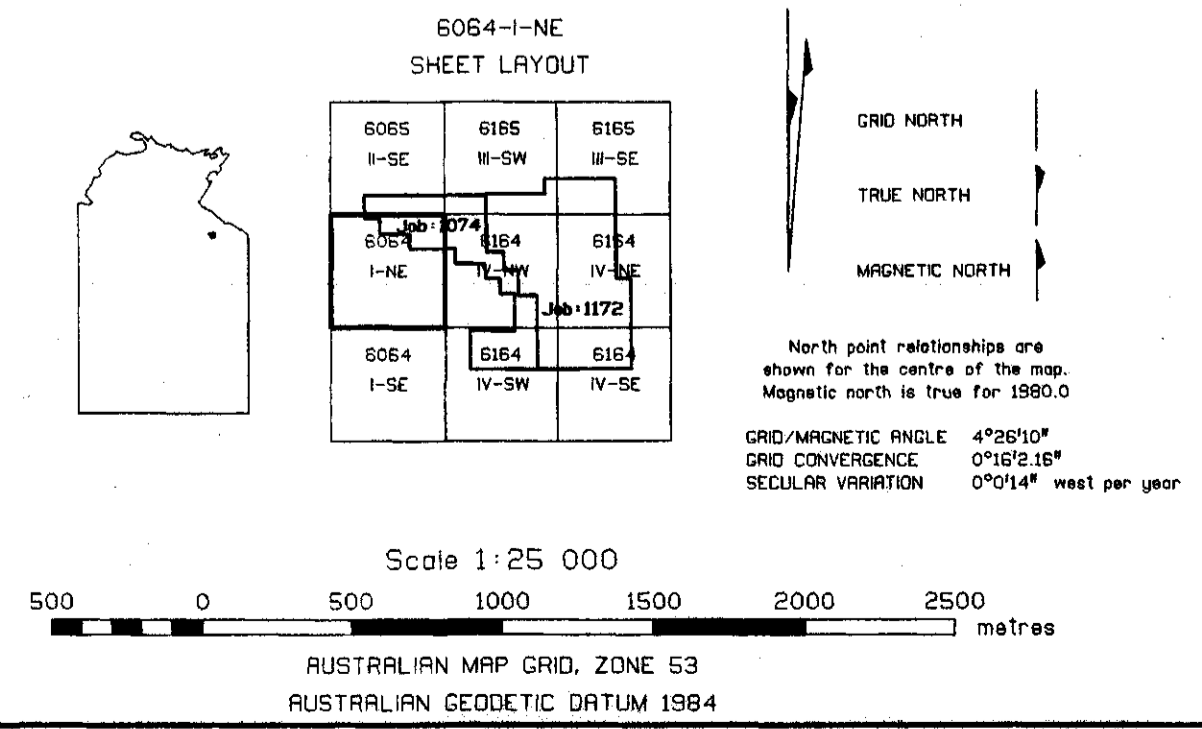 6064-I-NE
SHEET LAYOUT
6065 6165 6165
II-SE III-SW III-SE
Job:1074
6064 6164 6164
I-NE IV-NW IV-NE
Job:1172
6064 6164 6164
I-SE IV-SW IV-SE
GRID NORTH
TRUE NORTH
MAGNETIC NORTH
North point relationships are
shown for the centre of the map.
Magnetic north is true for 1980.0
GRID/MAGNETIC ANGLE 4°26'10"
GRID CONVERGENCE 0°16'2.16"
SECULAR VARIATION 0°0'14" west per year
Scale 1:25 000
500 0 500 1000 1500 2000 2500
metres
AUSTRALIAN MAP GRID, ZONE 53
AUSTRALIAN GEODETIC DATUM 1984